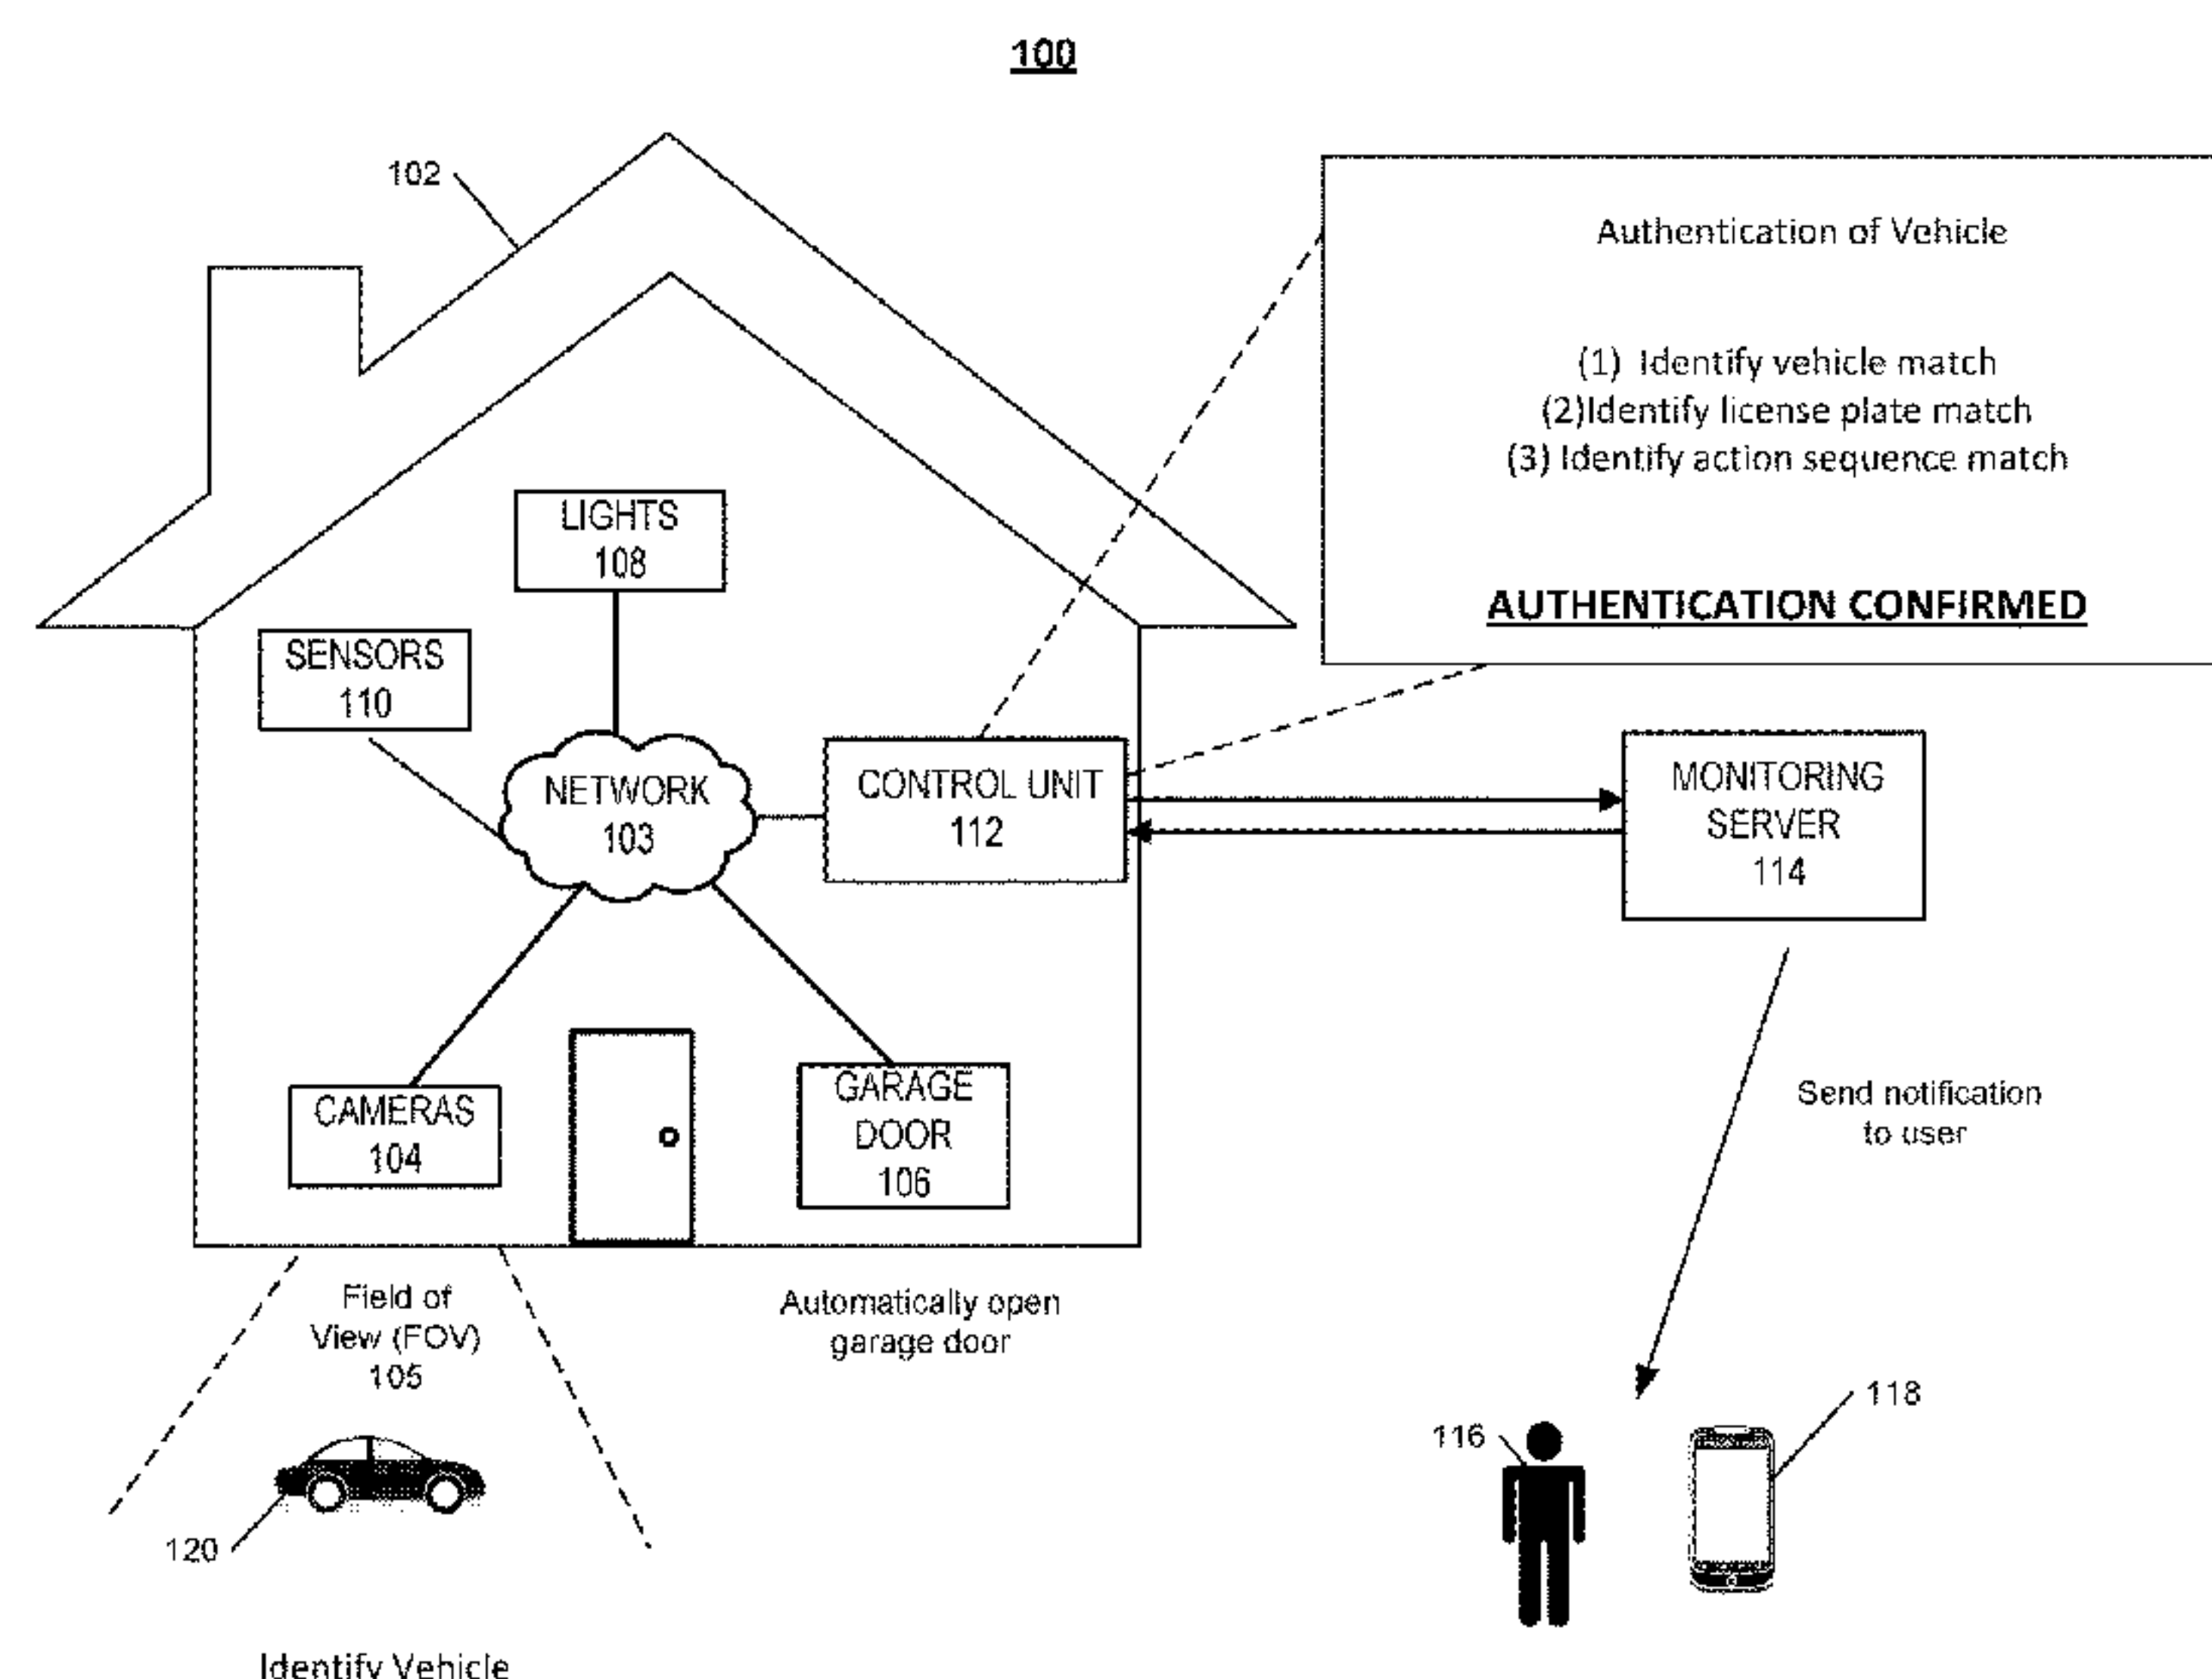 100
102
Authentication of Vehicle
(1) Identify vehicle match
(2)Identify license plate match
(3) Identify action sequence match
AUTHENTICATION CONFIRMED
LIGHTS
108
SENSORS
110
NETWORK
103
CONTROL UNIT
112
MONITORING
SERVER
114
CAMERAS
104
GARAGE
DOOR
106
Send notification
to user
Field of
View (FOV)
105
Automatically open
garage door
116
118
120
Identify Vehicle